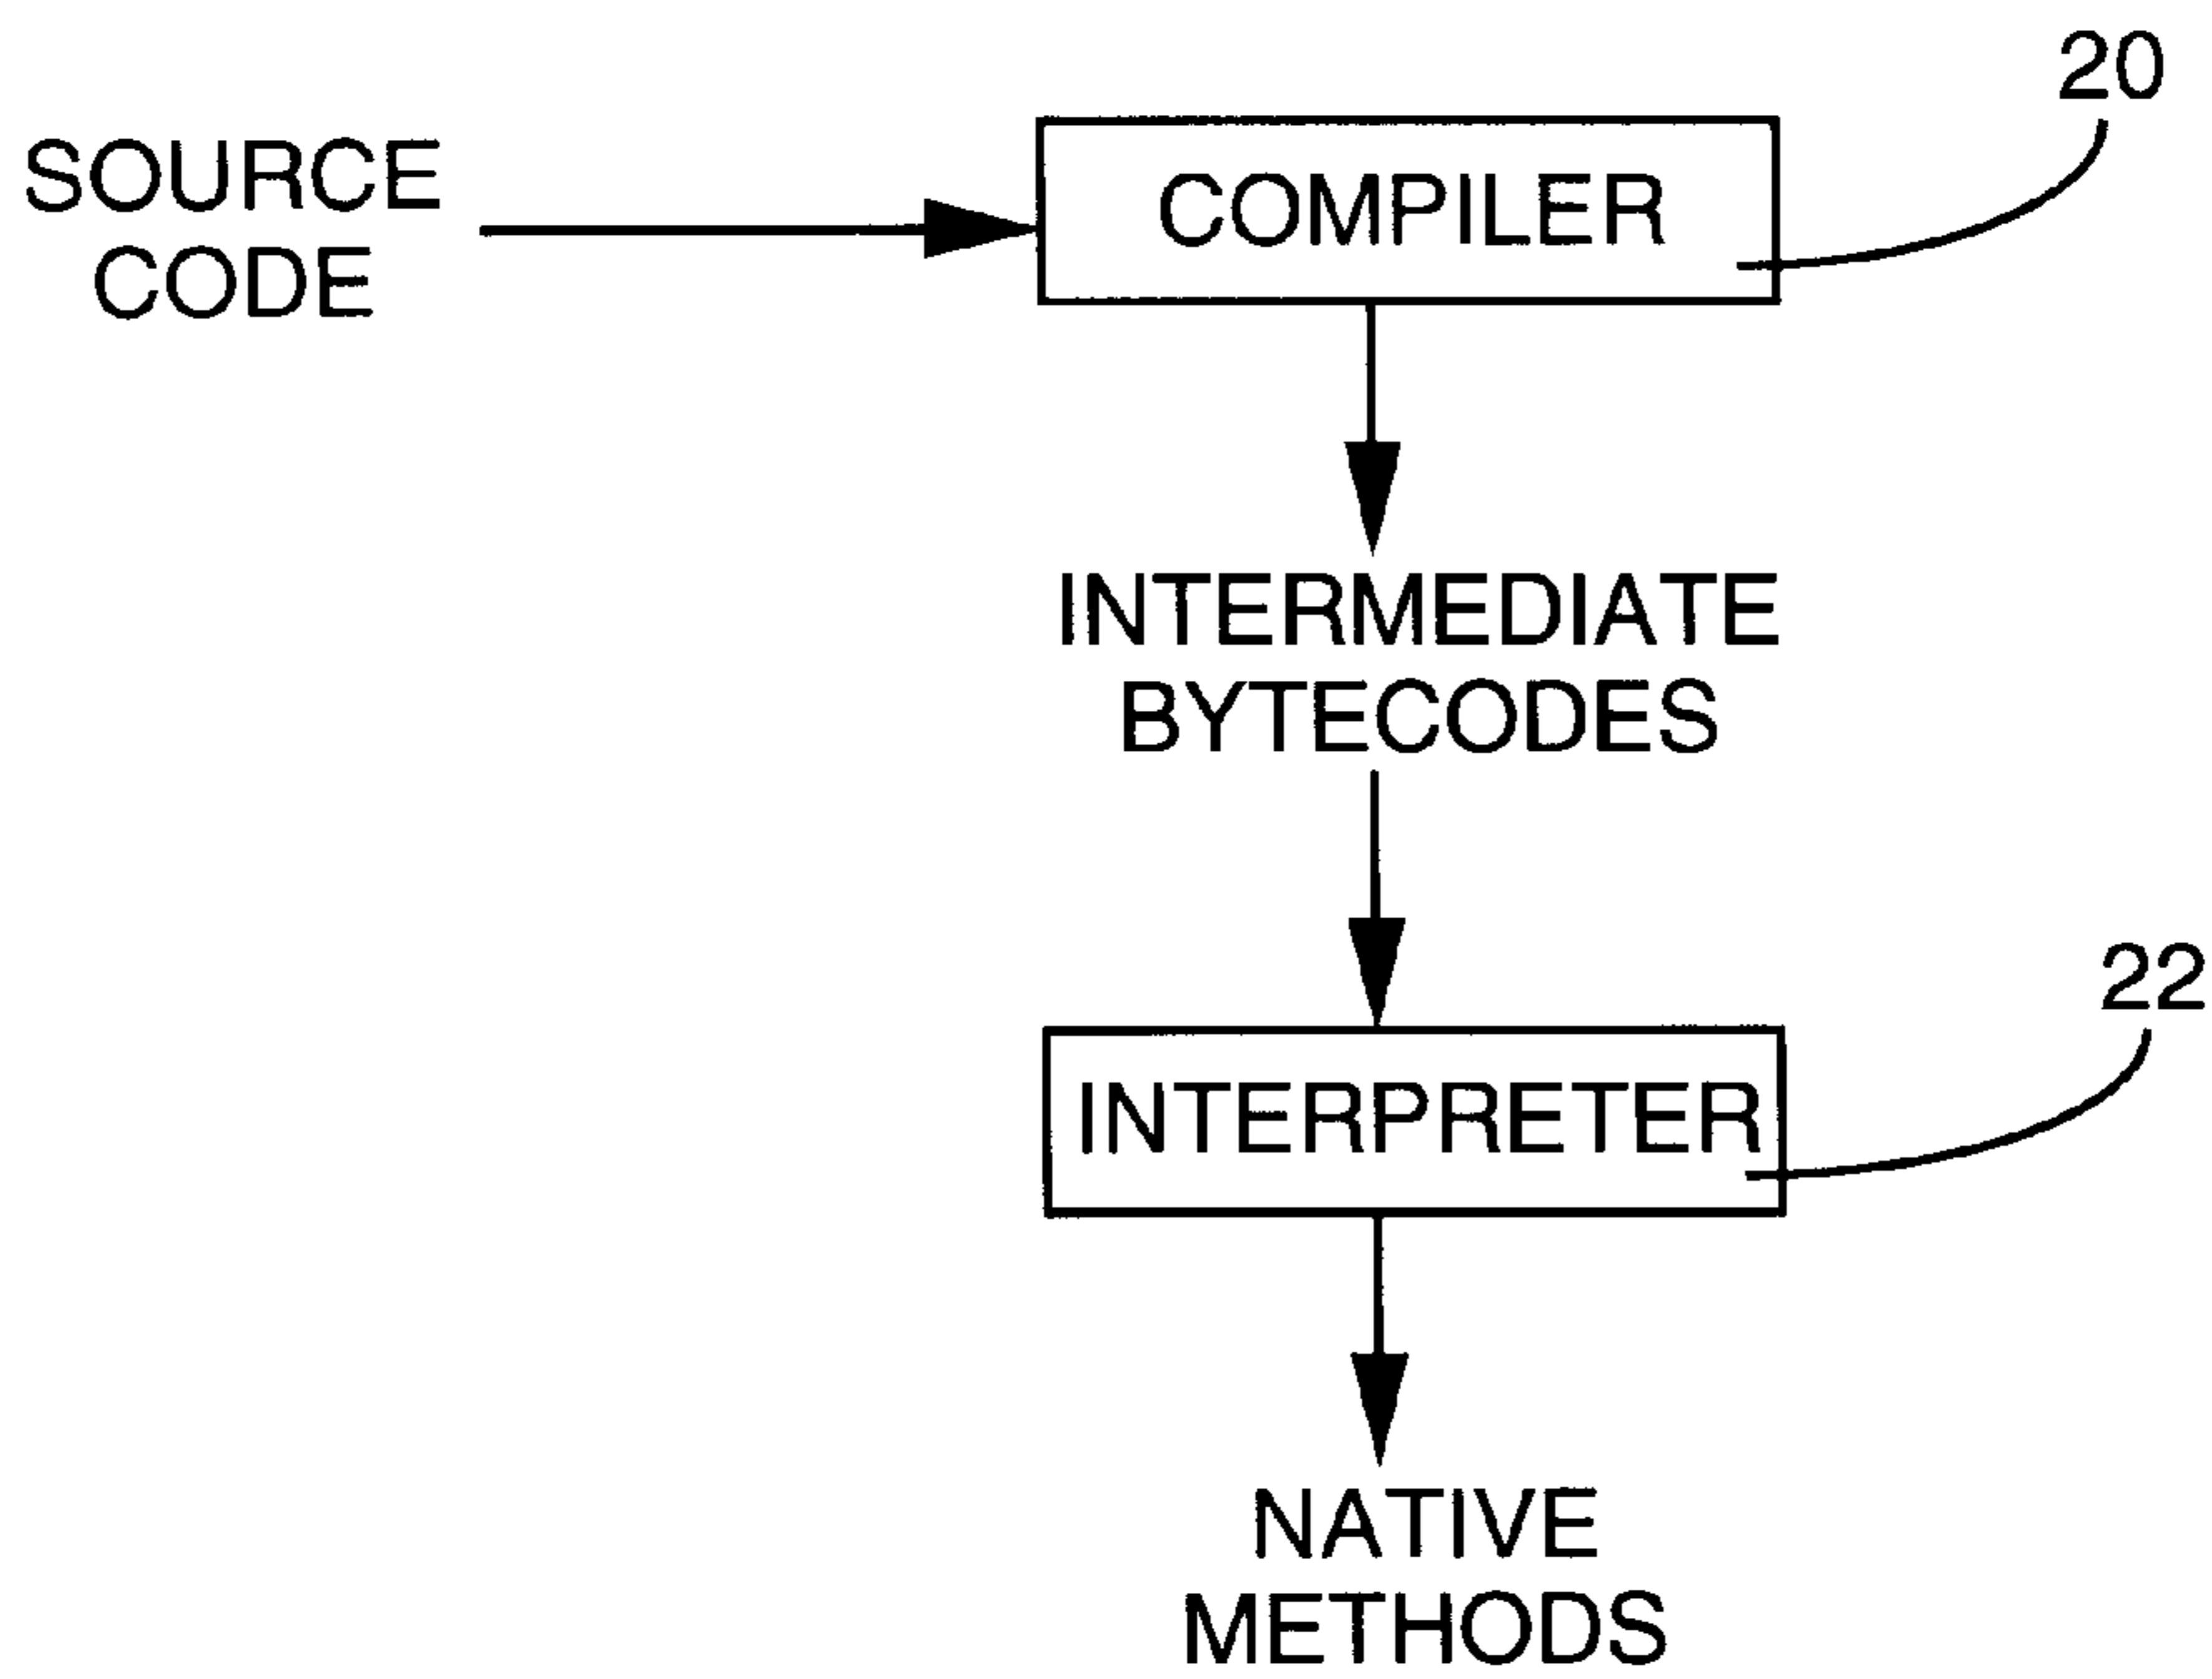 20
SOURCE
CODE
COMPILER
INTERMEDIATE
BYTECODES
22
INTERPRETER
NATIVE
METHODS